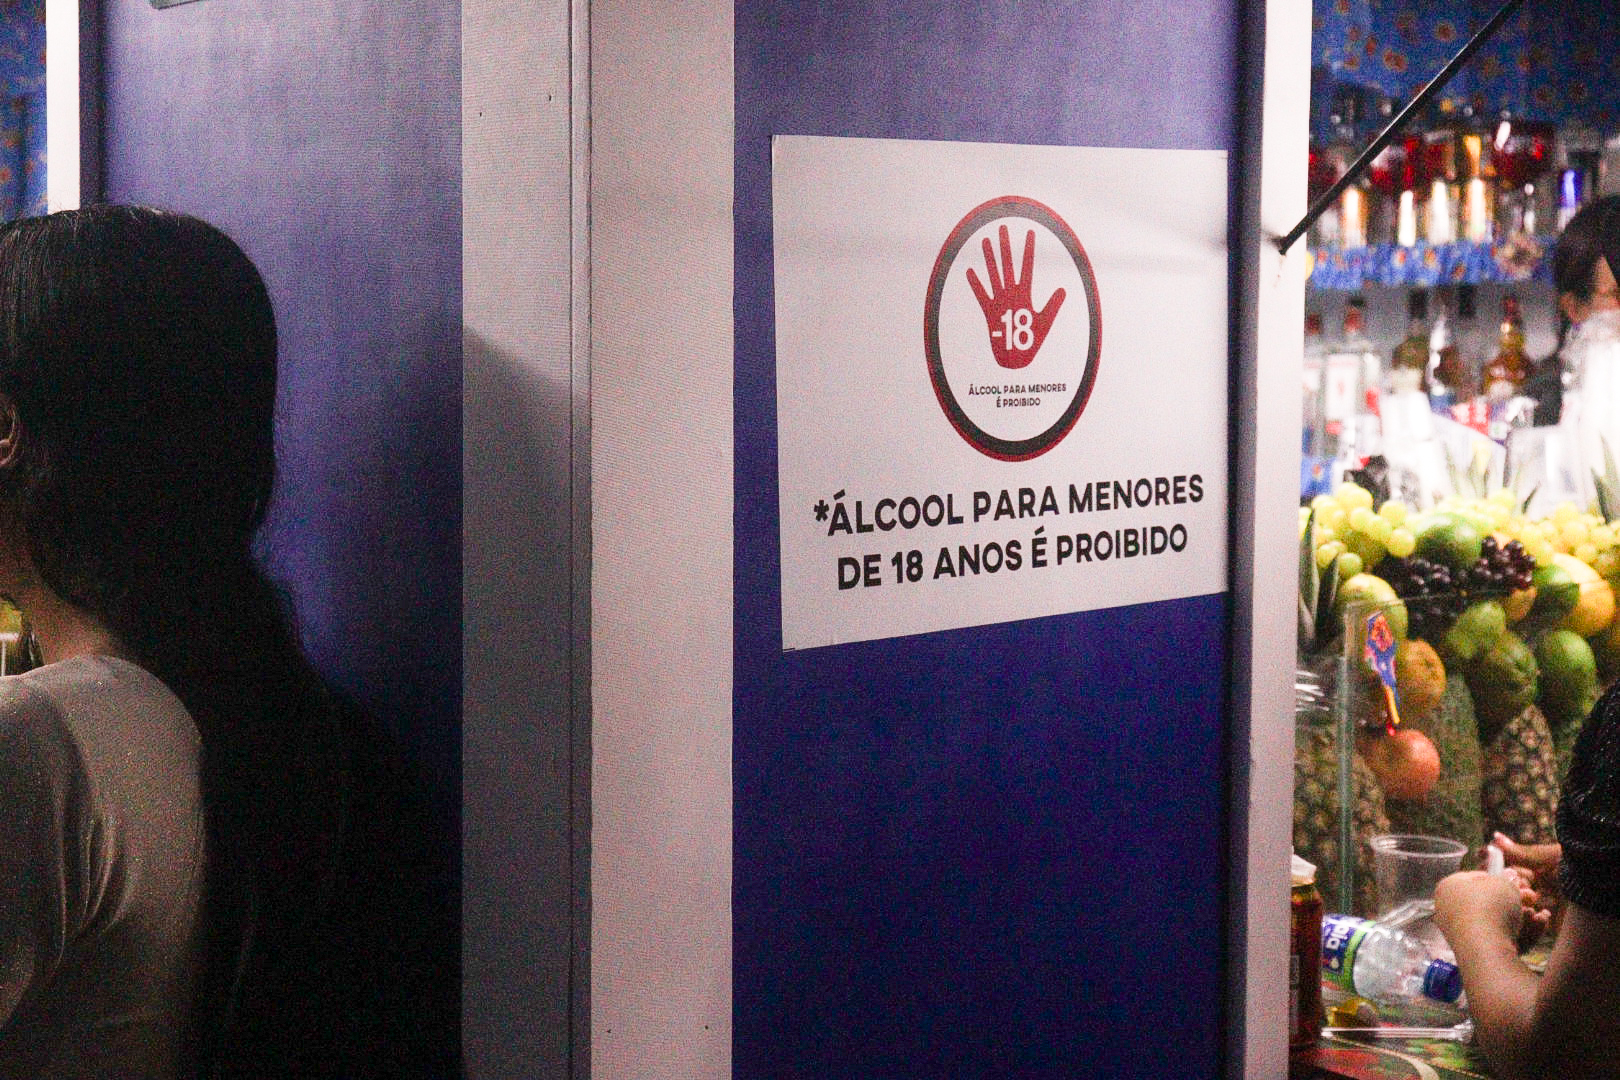 -18
ÁLCOOL PARA MENORES
É PROIBIDO
*ÁLCOOL PARA MENORES
DE 18 ANOS É PROIBIDO